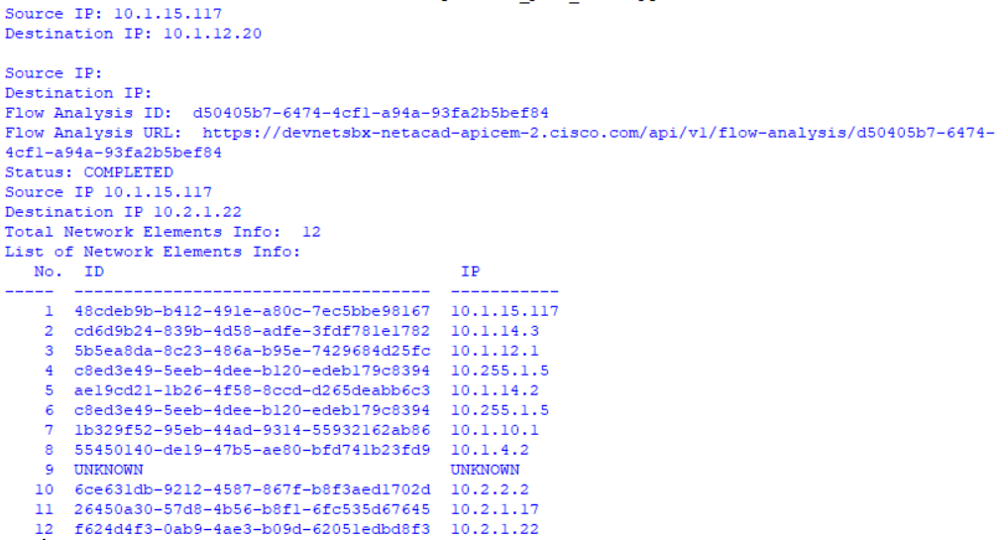 Source IP: 10.1.15.117
Destination IP: 10.1.12.20
Source IP:
Destination IP:
Flow Analysis ID:  d50405b7-6474-4cf1-a94a-93fa2b5bef84
Flow Analysis URL:  https://devnetsbx-netacad-apicem-2.cisco.com/api/v1/flow-analysis/d50405b7-6474-
4cf1-a94a-93fa2b5bef84
Status: COMPLETED
Source IP 10.1.15.117
Destination IP 10.2.1.22
Total Network Elements Info:  12
List of Network Elements Info:
   No.  ID                                    IP
-----  ------------------------------------  -----------
    1  48cdeb9b-b412-491e-a80c-7ec5bbe98167  10.1.15.117
    2  cd6d9b24-839b-4d58-adfe-3fdf781e1782  10.1.14.3
    3  5b5ea8da-8c23-486a-b95e-7429684d25fc  10.1.12.1
    4  c8ed3e49-5eeb-4dee-b120-edeb179c8394  10.255.1.5
    5  ae19cd21-1b26-4f58-8ccd-d265deabb6c3  10.1.14.2
    6  c8ed3e49-5eeb-4dee-b120-edeb179c8394  10.255.1.5
    7  1b329f52-95eb-44ad-9314-55932162ab86  10.1.10.1
    8  55450140-de19-47b5-ae80-bfd741b23fd9  10.1.4.2
    9  UNKNOWN                               UNKNOWN
   10  6ce631db-9212-4587-867f-b8f3aed1702d  10.2.2.2
   11  26450a30-57d8-4b56-b8f1-6fc535d67645  10.2.1.17
   12  f624d4f3-0ab9-4ae3-b09d-62051edbd8f3  10.2.1.22